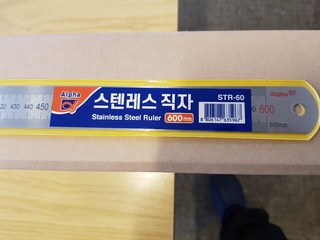 20 430 440 450
Alpha
스텐레스 직자
Stainless Steel Ruler 600mm
STR-60
Alpha
600
600mm